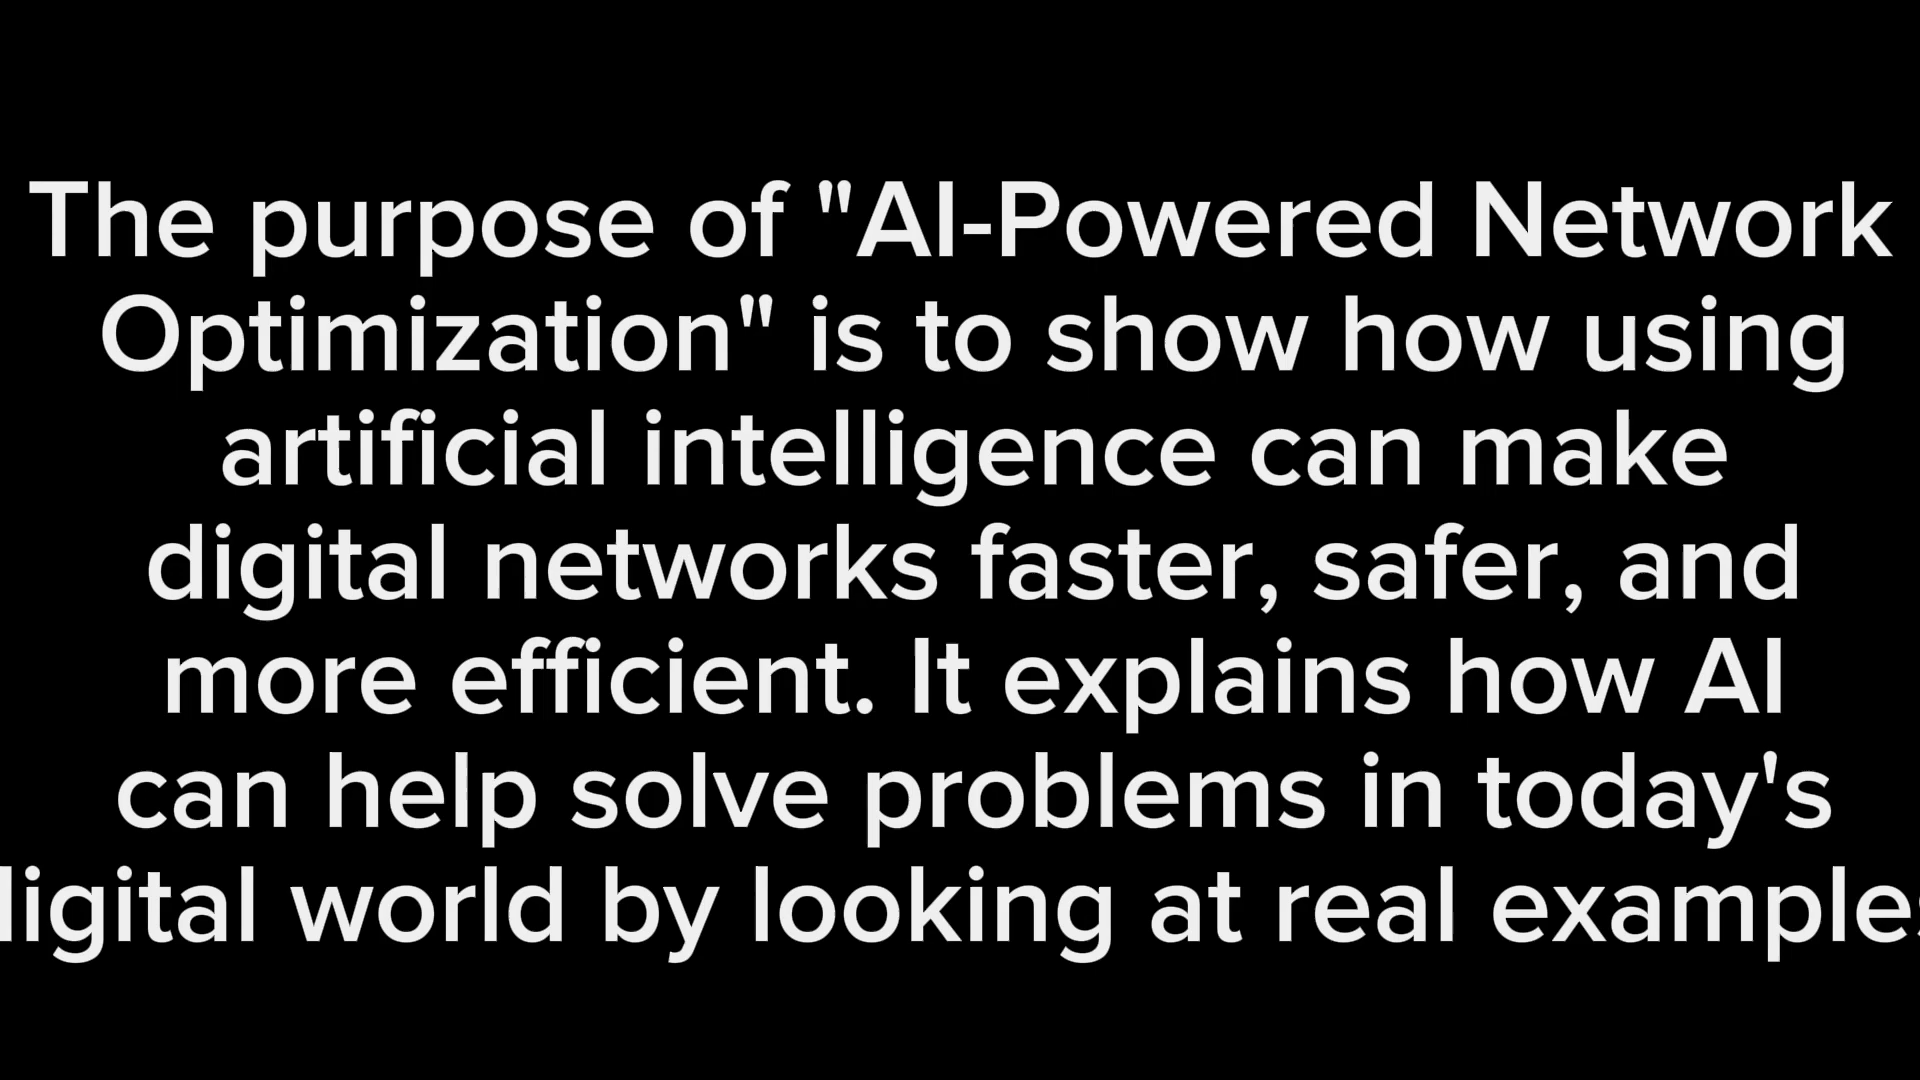 The purpose of "AI-Powered Network
Optimization" is to show how using
artificial intelligence can make
digital networks faster, safer, and
more efficient. It explains how AI
can help solve problems in today's
digital world by looking at real examples